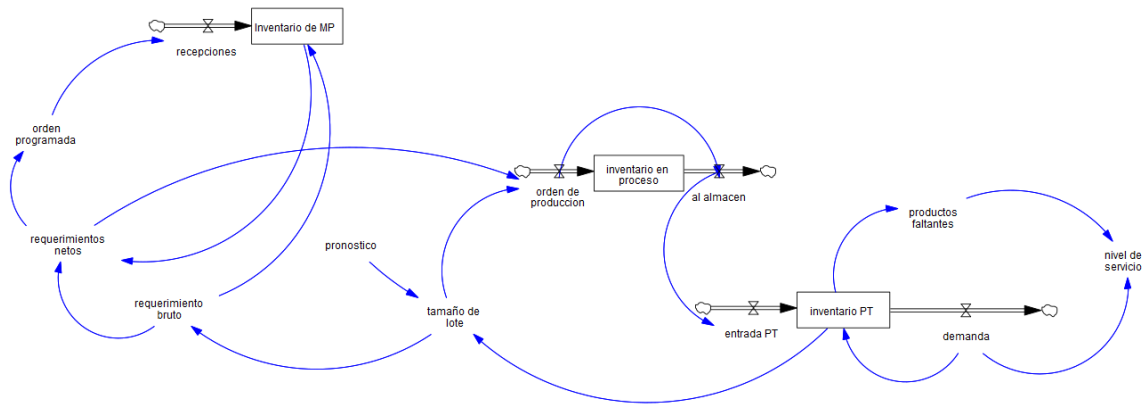 Inventario de MP
recepciones
orden
programada
inventario en
proceso
orden de
produccion
al almacen
productos
faltantes
requerimientos
netos
pronostico
nivel de
servicio
requerimiento
bruto
tamaño de
lote
inventario PT
entrada PT
demanda